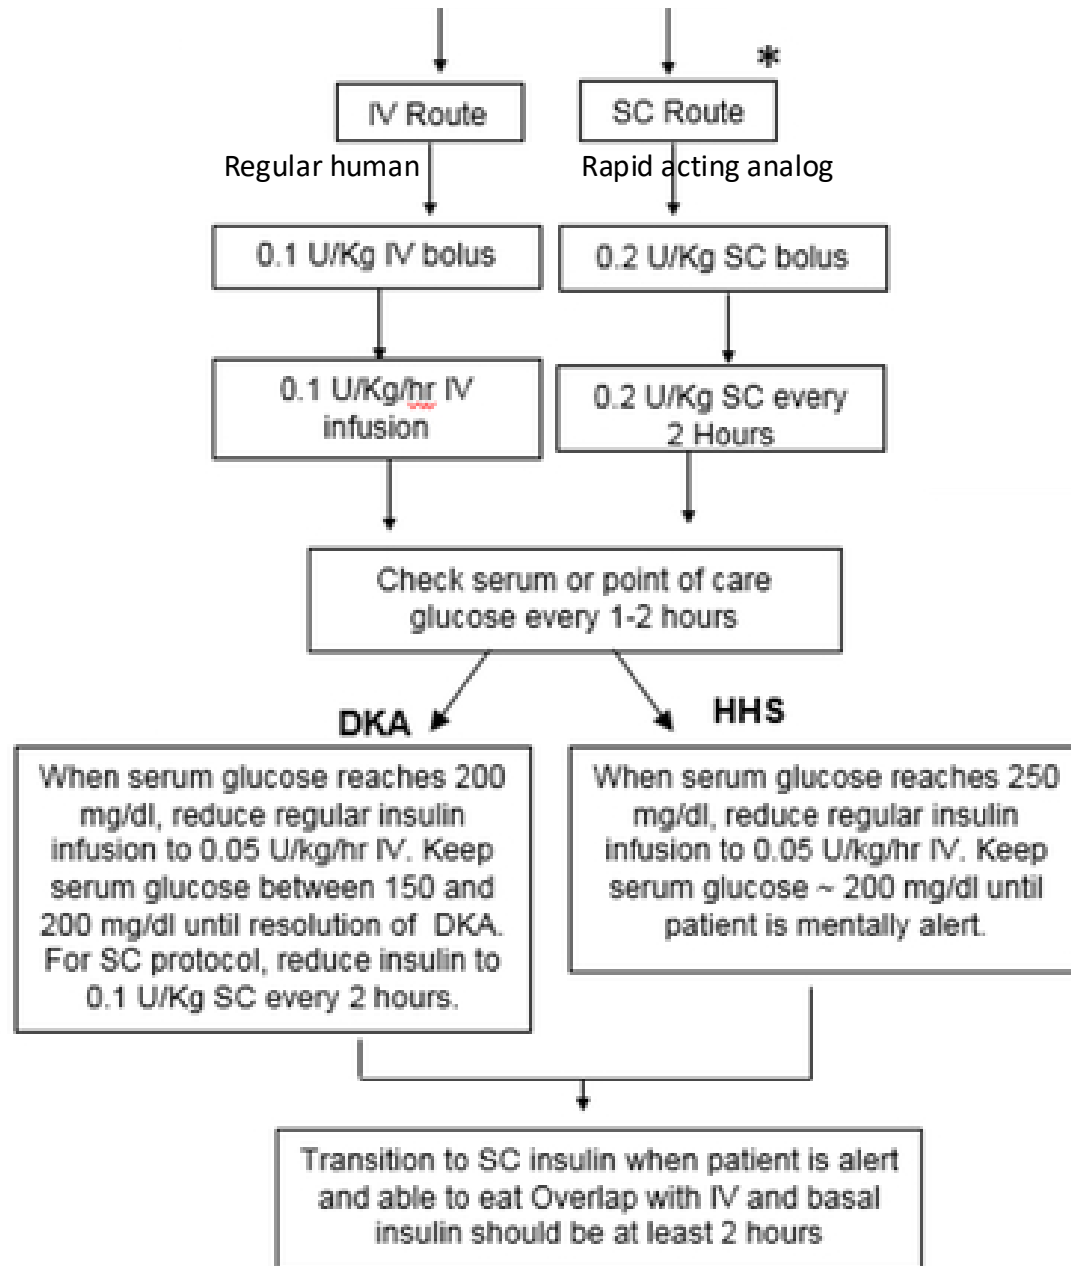 *
IV Route
SC Route
Regular human
Rapid acting analog
0.1 U/Kg IV bolus
0.2 U/Kg SC bolus
0.1 U/Kg/hr IV
infusion
0.2 U/Kg SC every
2 Hours
Check serum or point of care
glucose every 1-2 hours
DKA
When serum glucose reaches 200
mg/dl, reduce regular insulin
infusion to 0.05 U/kg/hr IV. Keep
serum glucose between 150 and
200 mg/dl until resolution of DKA.
For SC protocol, reduce insulin to
0.1 U/Kg SC every 2 hours.
HHS
When serum glucose reaches 250
mg/dl, reduce regular insulin
infusion to 0.05 U/kg/hr IV. Keep
serum glucose ~ 200 mg/dl until
patient is mentally alert.
Transition to SC insulin when patient is alert
and able to eat Overlap with IV and basal
insulin should be at least 2 hours